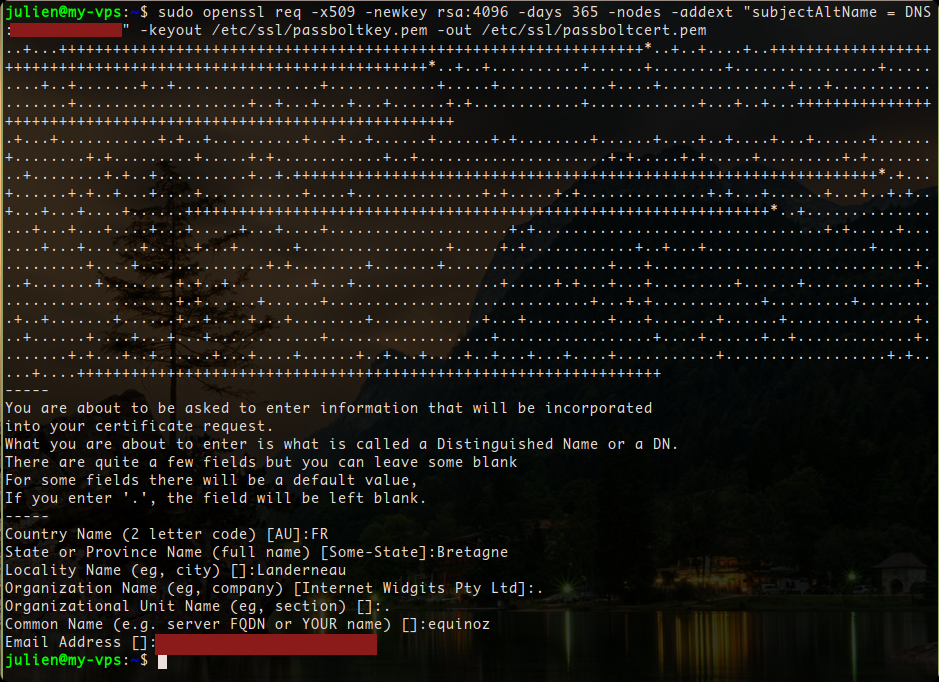 julien@my-vps:~$ sudo openssl req -x509 -newkey rsa:4096 -days 365 -nodes -addext "subjectAltName = DNS
:" -keyout /etc/ssl/passboltkey.pem -out /etc/ssl/passboltcert.pem
-----
You are about to be asked to enter information that will be incorporated
into your certificate request.
What you are about to enter is what is called a Distinguished Name or a DN.
There are quite a few fields but you can leave some blank
For some fields there will be a default value,
If you enter '.', the field will be left blank.
-----
Country Name (2 letter code) [AU]:FR
State or Province Name (full name) [Some-State]:Bretagne
Locality Name (eg, city) []:Landerneau
Organization Name (eg, company) [Internet Widgits Pty Ltd]:.
Organizational Unit Name (eg, section) []:.
Common Name (e.g. server FQDN or YOUR name) []:equinoz
Email Address []:
julien@my-vps:~$